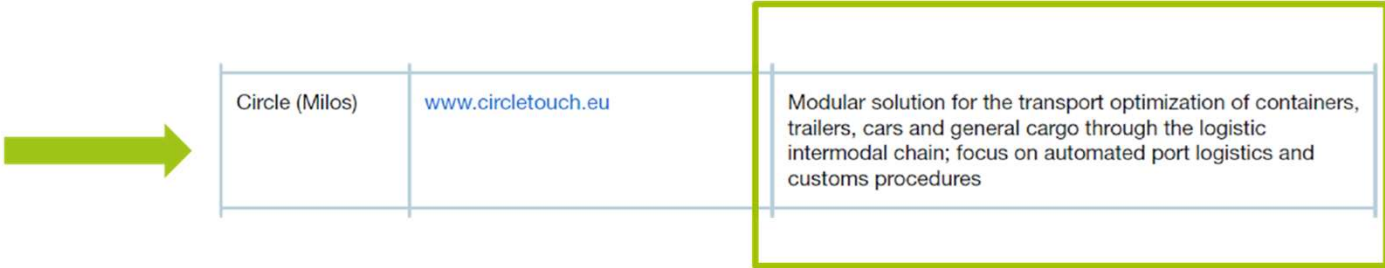 Circle (Milos)
www.circletouch.eu
Modular solution for the transport optimization of containers,
trailers, cars and general cargo through the logistic
intermodal chain; focus on automated port logistics and
customs procedures